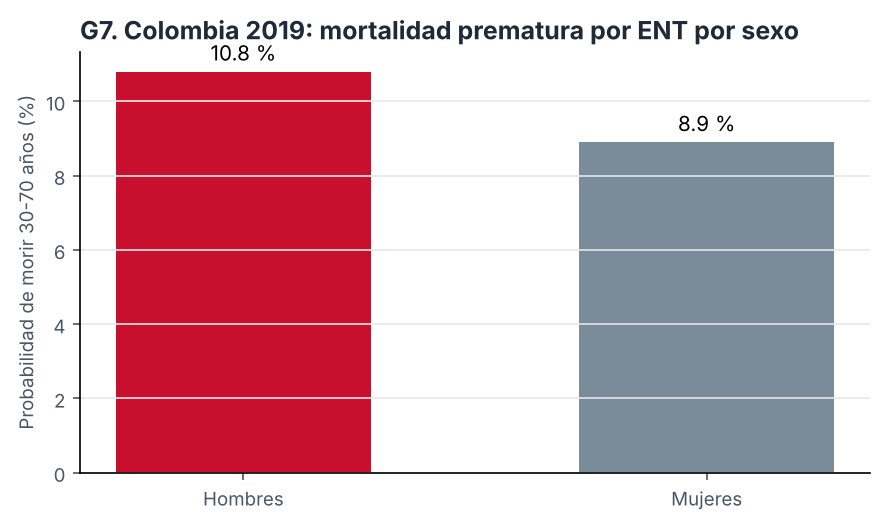 G7. Colombia 2019: mortalidad prematura por ENT por sexo
Probabilidad de morir 30-70 años (%)
10
8
6
4
2
0
10.8 %
8.9 %
Hombres
Mujeres